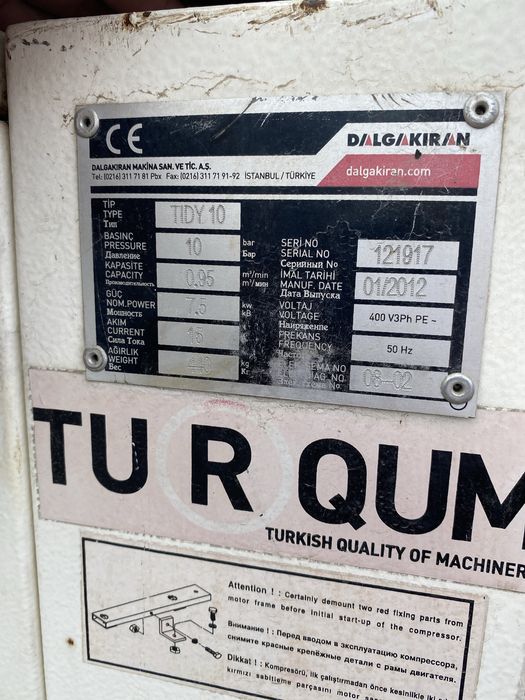 CE
DALGAKIRAN
DALGAKIRAN MAKİNA SAN. VE TİC. A.Ş.
Tel: (0216) 311 71 81 Pbx Fax: (0216) 311 71 91-92 İSTANBUL / TÜRKİYE
dalgakiran.com
TİP
TYPE TIDY 10
Тип
BASINÇ
PRESSURE 10 bar
Давление Бар
KAPASİTE
CAPACITY 0.95 m³/min
Производительность м³/мин
GÜÇ
NOM.POWER 7.5 kw
Мощность кВ
AKIM
CURRENT 15
Сила Тока
AĞIRLIK
WEIGHT kg
Вес Кг
SERİ NO
SERIAL NO 121917
Серийный No
İMAL TARİHİ
MANUF. DATE 01/2012
Дата Выпуска
VOLTAJ
VOLTAGE 400 V3Ph PE ~
Напряжение
FREKANS
FREQUENCY 50 Hz
08-02
TURQUM
TURKISH QUALITY OF MACHINER
Attention ! : Certainly demount two red fixing parts from
motor frame before initial start-up of the compressor.
Внимание ! : Перед вводом в эксплуатацию компрессора,
снимите красные крепёжные детали с рамы двигателя.
Dikkat ! : Kompresörü, ilk çalıştırmadan önce kesinlikle
kırmızı sabitleme parçasını motor